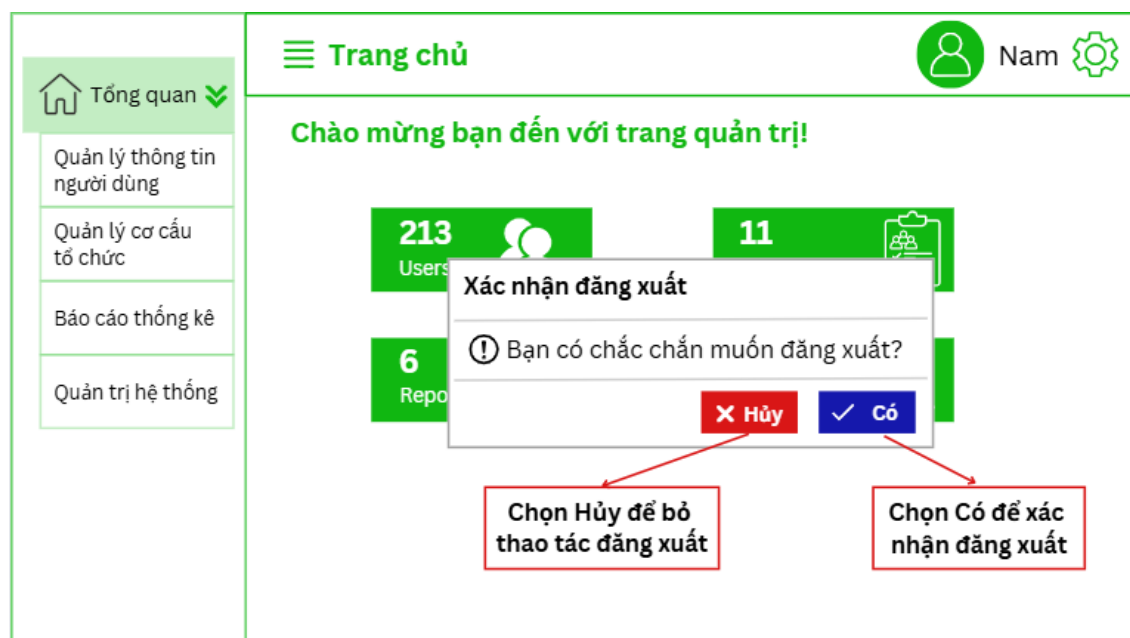 Trang chủ
Nam
Tổng quan
Chào mừng bạn đến với trang quản trị!
Quản lý thông tin
người dùng
Quản lý cơ cấu
tổ chức
Báo cáo thống kê
Quản trị hệ thống
213
Users
11
6
Repo
Xác nhận đăng xuất
Bạn có chắc chắn muốn đăng xuất?
Hủy
Có
Chọn Hủy để bỏ
thao tác đăng xuất
Chọn Có để xác
nhận đăng xuất